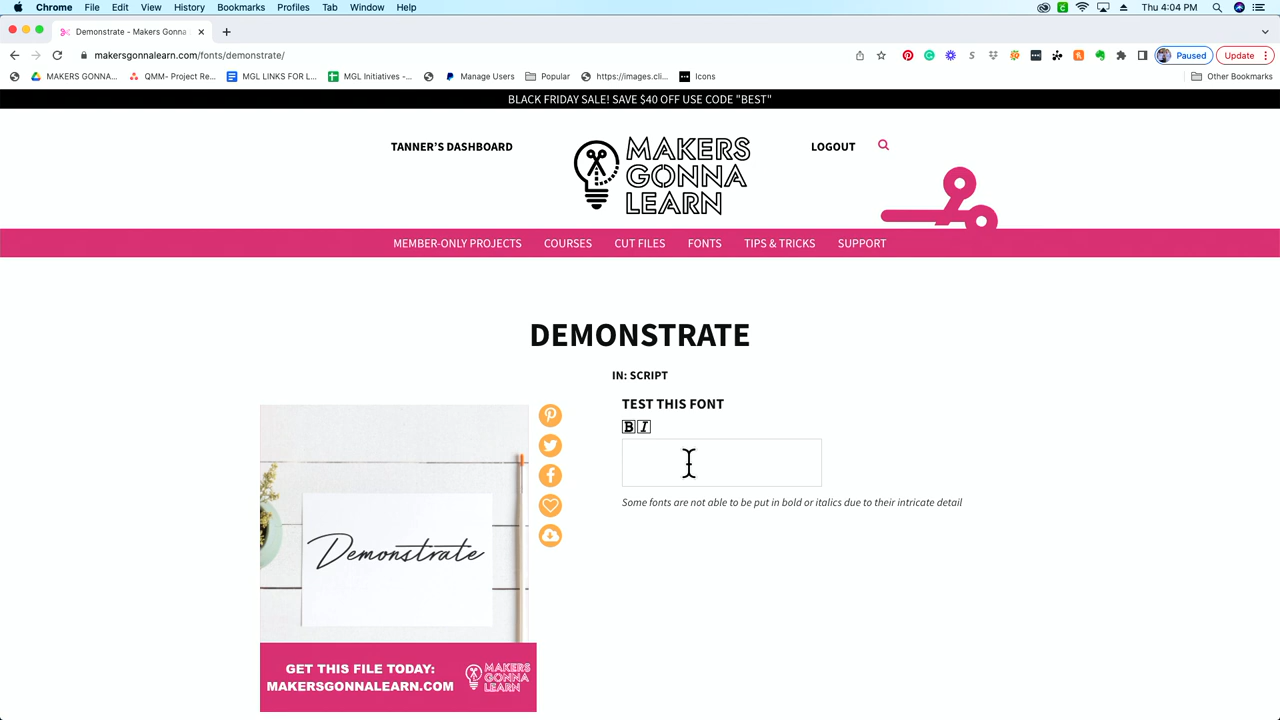 Chrome File Edit View History Bookmarks Profiles Tab Window Help Thu 4:04 PM
Demonstrate - Makers Gonna
makersgonnalearn.com/fonts/demonstrate/ Paused Update
MAKERS GONNA... QMM- Project Re... MGL LINKS FOR L... MGL Initiatives -... Manage Users Popular https://images.cli... Icons Other Bookmarks
BLACK FRIDAY SALE! SAVE $40 OFF USE CODE "BEST"
TANNER'S DASHBOARD
MAKERS
GONNA
LEARN
LOGOUT
MEMBER-ONLY PROJECTS COURSES CUT FILES FONTS TIPS & TRICKS SUPPORT
DEMONSTRATE
IN: SCRIPT
TEST THIS FONT
B I
Some fonts are not able to be put in bold or italics due to their intricate detail
Demonstrate
GET THIS FILE TODAY:
MAKERSGONNALEARN.COM
MAKERS
GONNA
LEARN